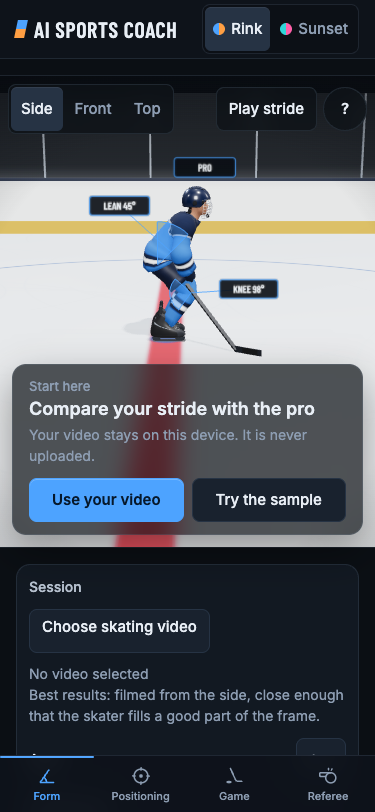 AI SPORTS COACH
Rink
Sunset
Side
Front
Top
Play stride
?
PRO
LEAN 45°
KNEE 98°
Start here
Compare your stride with the pro
Your video stays on this device. It is never
uploaded.
Use your video
Try the sample
Session
Choose skating video
No video selected
Best results: filmed from the side, close enough
that the skater fills a good part of the frame.
Form
Positioning
Game
Referee